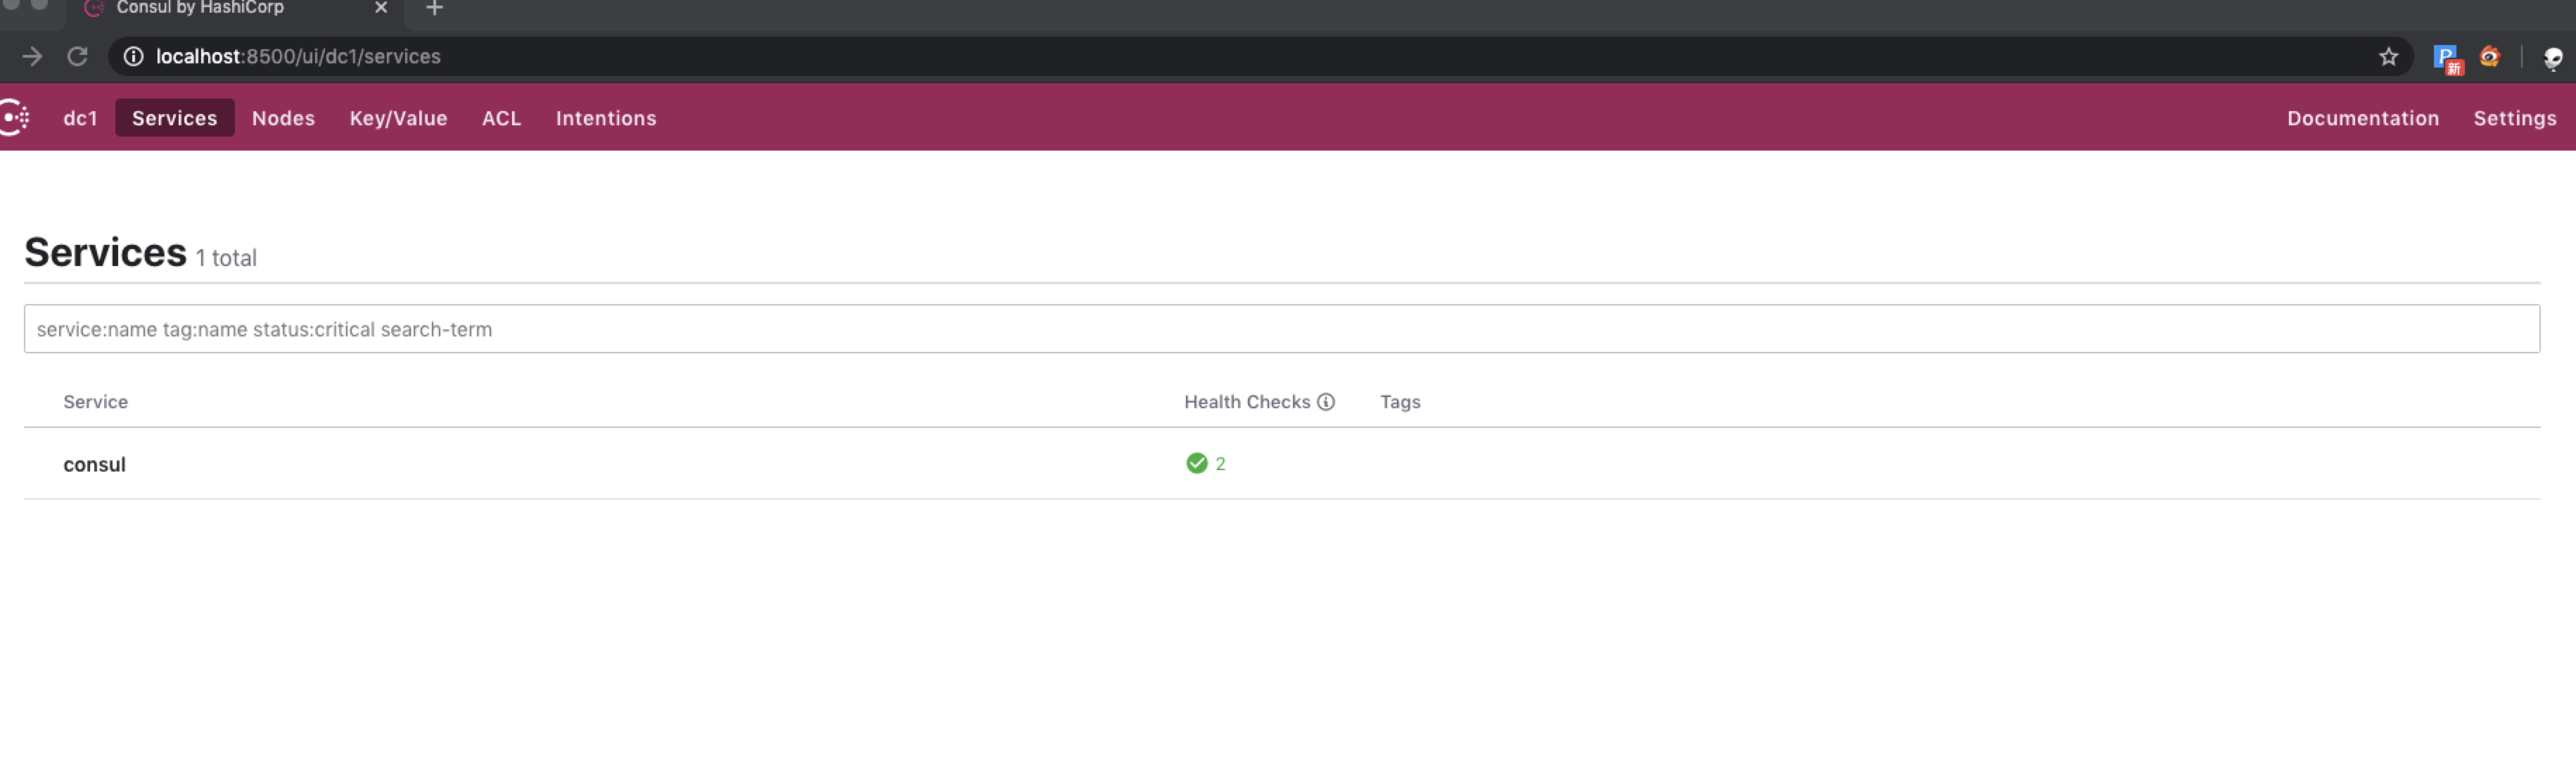 Consul by HashiCorp
localhost:8500/ui/dc1/services
新
dc1 Services Nodes Key/Value ACL Intentions Documentation Settings
Services 1 total
service:name tag:name status:critical search-term
Service Health Checks Tags
consul 2